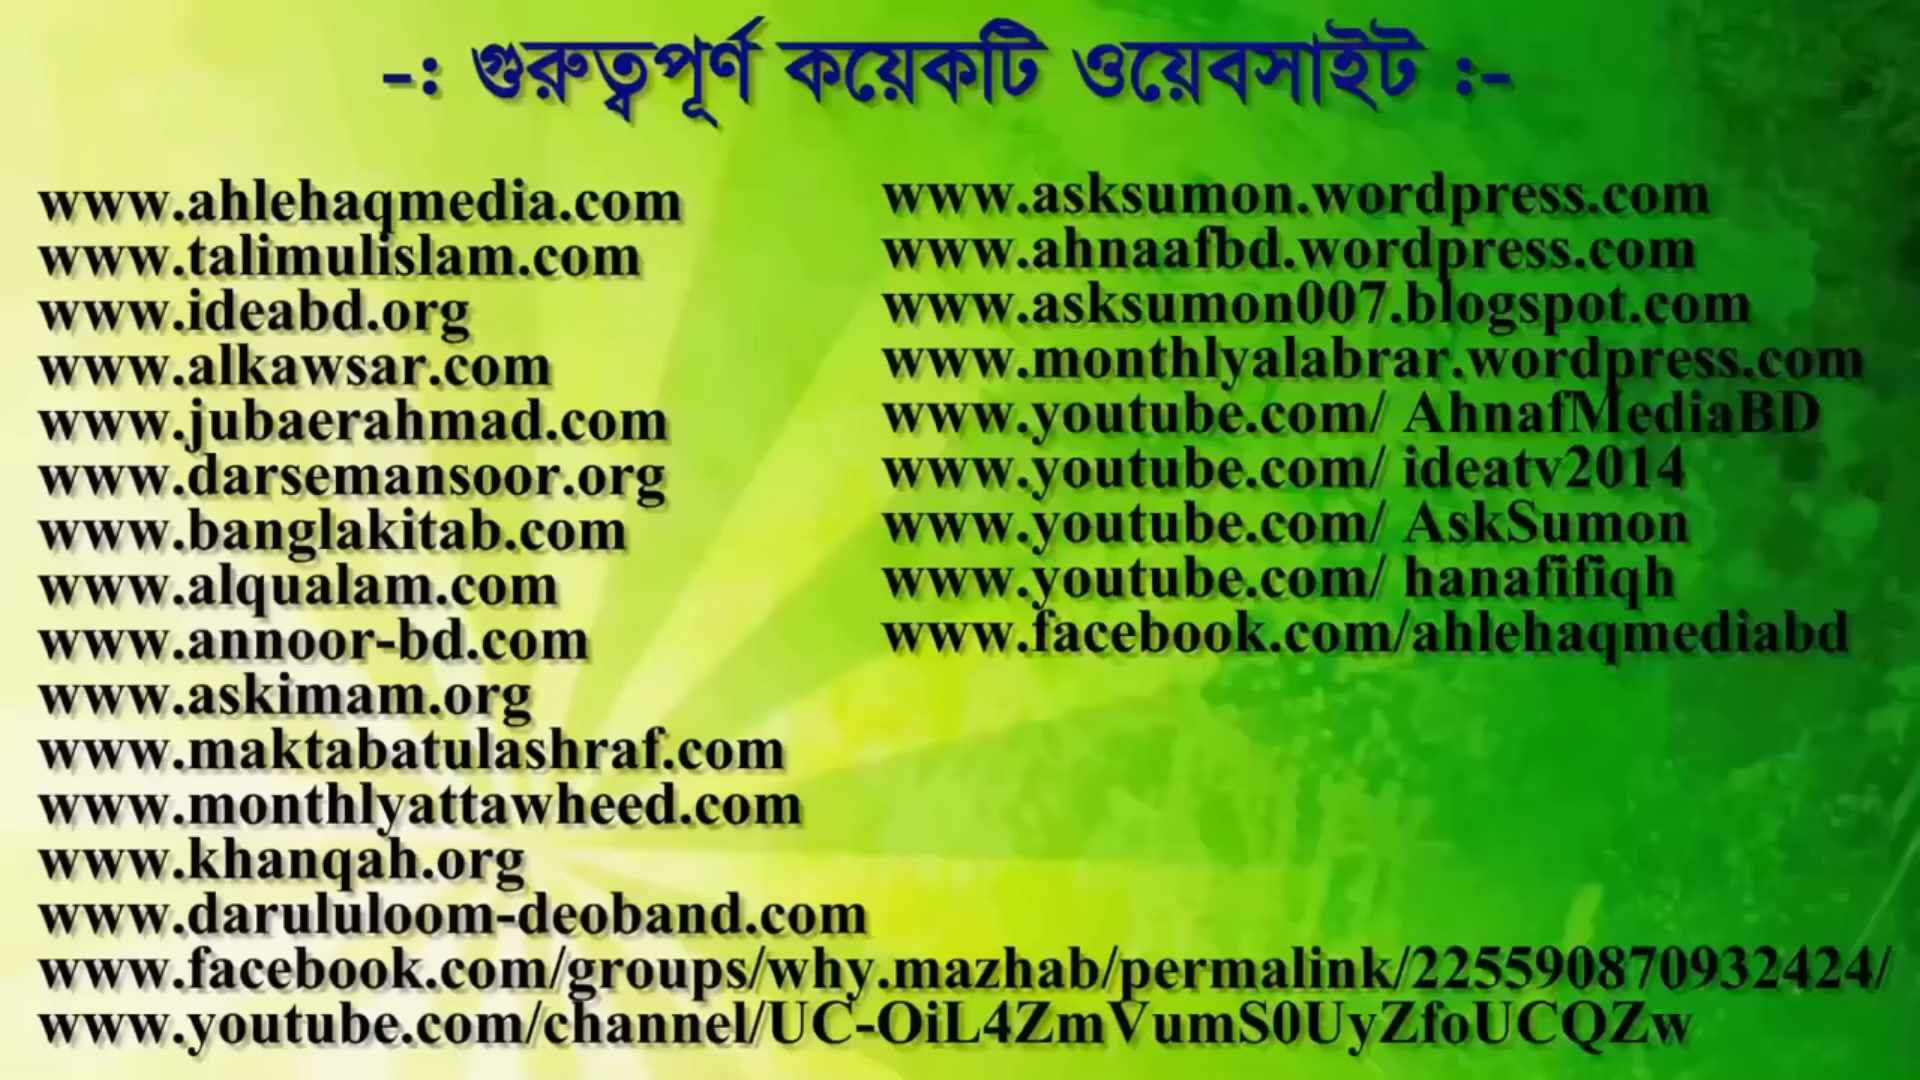 -: গুরুত্বপূর্ণ কয়েকটি ওয়েবসাইট :-
www.ahlehaqmedia.com
www.talimulislam.com
www.ideabd.org
www.alkawsar.com
www.jubaerahmad.com
www.darsemansoor.org
www.banglakitab.com
www.alqualam.com
www.annoor-bd.com
www.askimam.org
www.maktabatulashraf.com
www.monthlyattawheed.com
www.khanqah.org
www.darululoom-deoband.com
www.facebook.com/groups/why.mazhab/permalink/225590870932424/
www.youtube.com/channel/UC-OiL4ZmVumS0UyZfoUCQZw
www.asksumon.wordpress.com
www.ahnaafbd.wordpress.com
www.asksumon007.blogspot.com
www.monthlyalabrar.wordpress.com
www.youtube.com/ AhnafMediaBD
www.youtube.com/ ideatv2014
www.youtube.com/ AskSumon
www.youtube.com/ hanafifiqh
www.facebook.com/ahlehaqmediabd